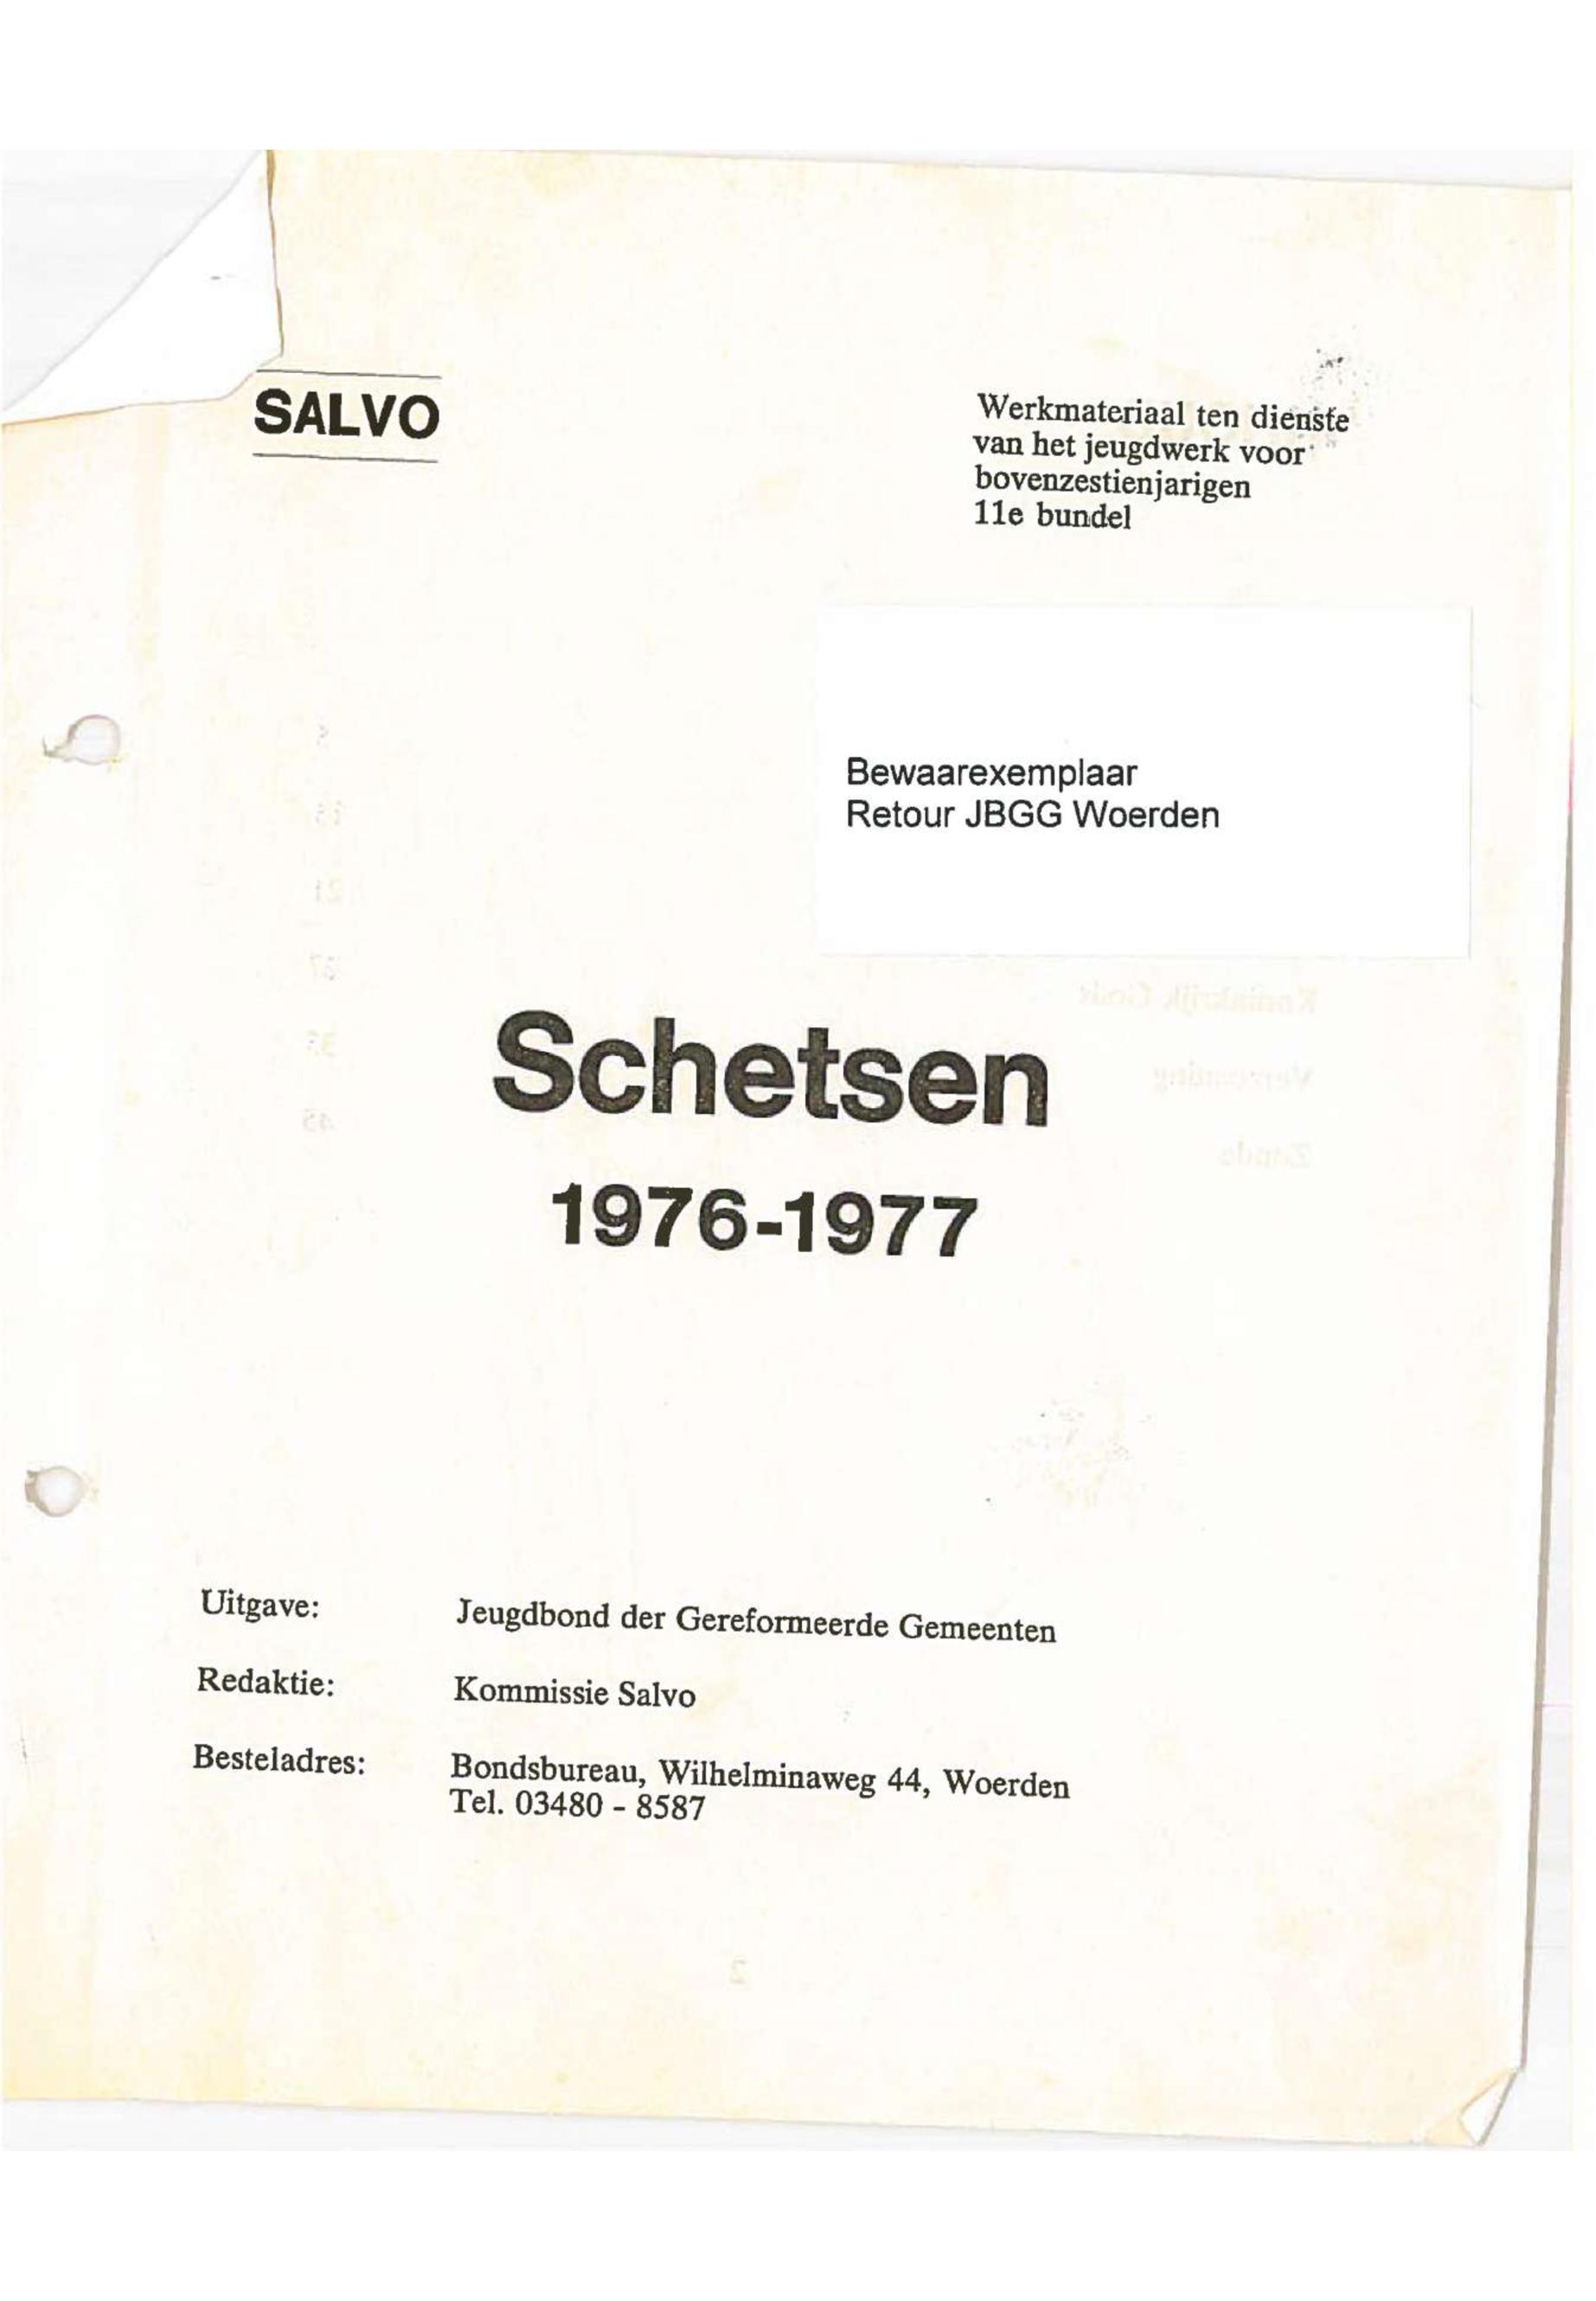 SALVO
Werkmateriaal ten dienste
van het jeugdwerk voor
bovenzestienjarigen
11e bundel
Bewaarexemplaar
Retour JBGG Woerden
Schetsen
1976-1977
Uitgave: Jeugdbond der Gereformeerde Gemeenten
Redaktie: Kommissie Salvo
Besteladres: Bondsbureau, Wilhelminaweg 44, Woerden
Tel. 03480 - 8587